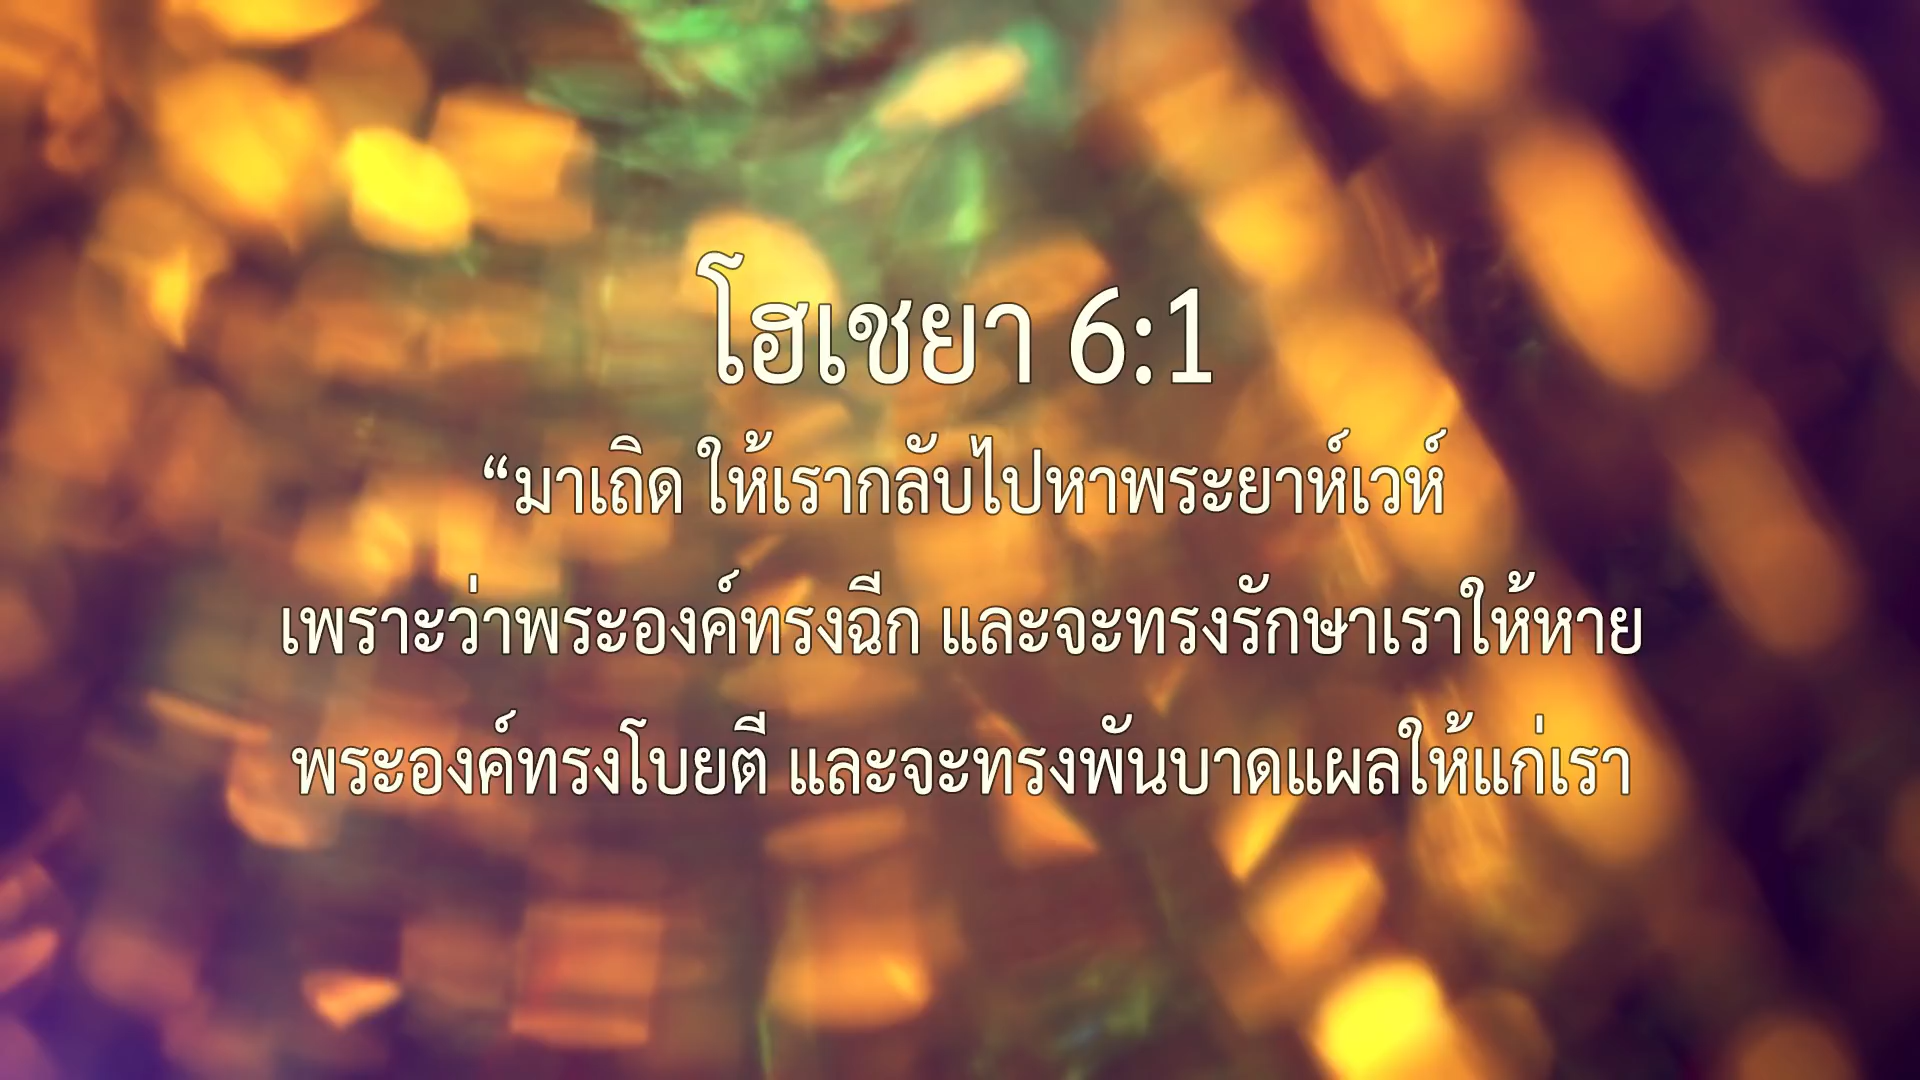 โฮเชยา 6:1
“มาเถิด ให้เรากลับไปหาพระยาห์เวห์
เพราะว่าพระองค์ทรงฉีก และจะทรงรักษาเราให้หาย
พระองค์ทรงโบยตี และจะทรงพันบาดแผลให้แก่เรา